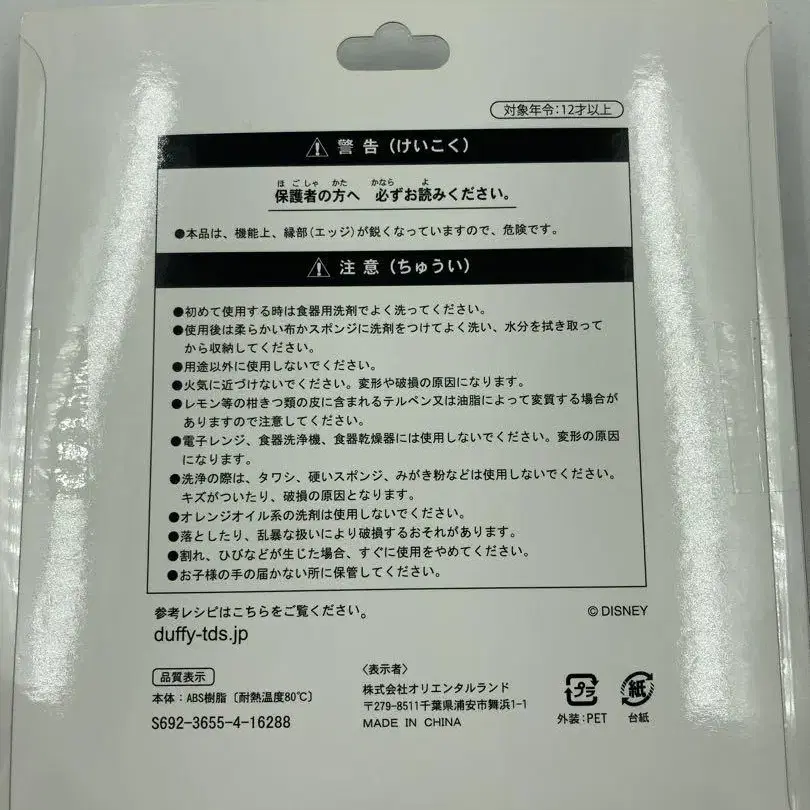 対象年令:12才以上
警告(けいこく)
ほごしゃ かた かなら よ
保護者の方へ 必ずお読みください。
●本品は、機能上、縁部(エッジ)が鋭くなっていますので、危険です。
注意(ちゅうい)
●初めて使用する時は食器用洗剤でよく洗ってください。
●使用後は柔らかい布かスポンジに洗剤をつけてよく洗い、水分を拭き取って
から収納してください。
●用途以外に使用しないでください。
●火気に近づけないでください。変形や破損の原因になります。
●レモン等の柑きつ類の皮に含まれるテルペン又は油脂によって変質する場合が
ありますので注意してください。
●電子レンジ、食器洗浄機、食器乾燥器には使用しないでください。変形の原因
になります。
●洗浄の際は、タワシ、硬いスポンジ、みがき粉などは使用しないでください。
キズがついたり、破損の原因となります。
●オレンジオイル系の洗剤は使用しないでください。
●落としたり、乱暴な扱いにより破損するおそれがあります。
●割れ、ひびなどが生じた場合、すぐに使用をやめてください。
●お子様の手の届かない所に保管してください。
参考レシピはこちらをご覧ください。
duffy-tds.jp
© DISNEY
品質表示
本体:ABS樹脂〔耐熱温度80℃〕
S692-3655-4-16288
〈表示者〉
株式会社オリエンタルランド
〒279-8511千葉県浦安市舞浜1-1
MADE IN CHINA
プラ
外装:PET
紙
台紙